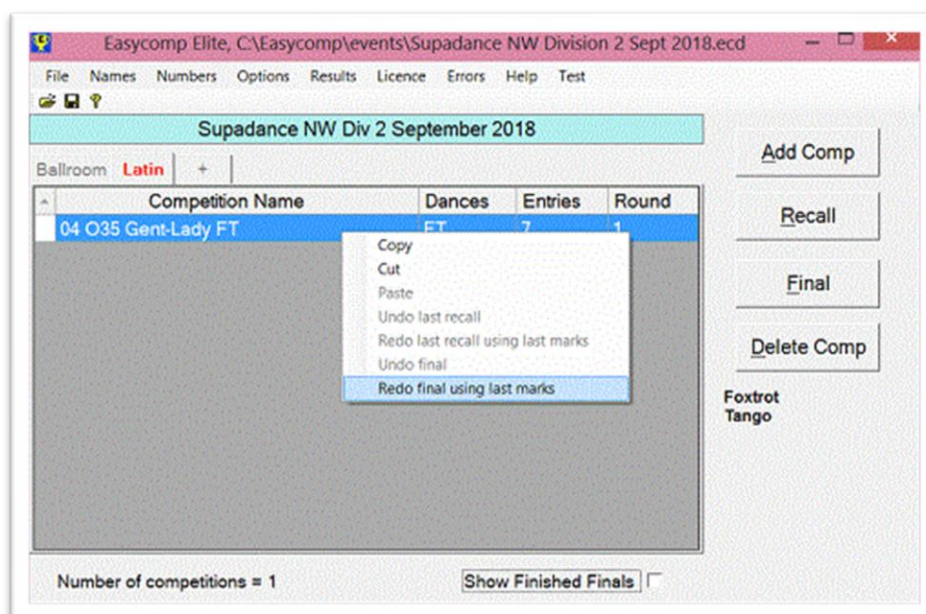 Easycomp Elite, C:\Easycomp\events\Supadance NW Division 2 Sept 2018.ecd
File Names Numbers Options Results Licence Errors Help Test
Supadance NW Div 2 September 2018
Ballroom Latin +
Competition Name Dances Entries Round
04 O35 Gent-Lady FT FT 7 1
Copy
Cut
Paste
Undo last recall
Redo last recall using last marks
Undo final
Redo final using last marks
Add Comp
Recall
Final
Delete Comp
Foxtrot
Tango
Number of competitions = 1 Show Finished Finals